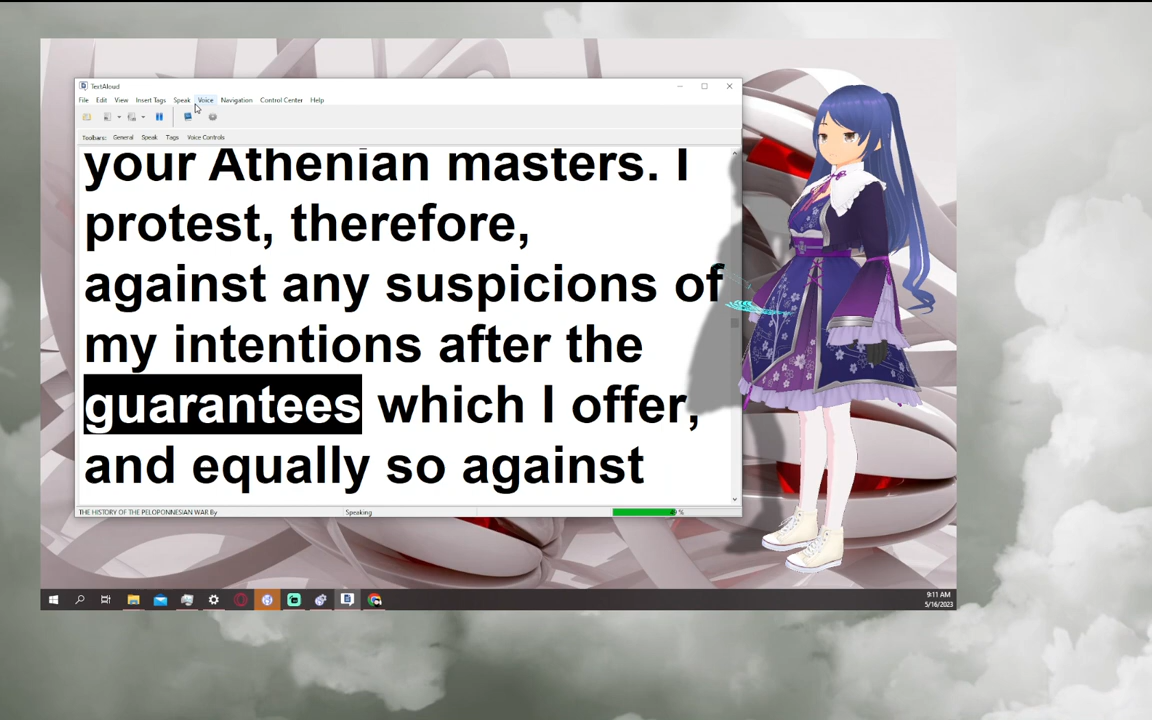 TextAloud
File Edit View Insert Tags Speak Voice Navigation Control Center Help
Toolbars: General Speak Tags Voice Controls
your Athenian masters. I
protest, therefore,
against any suspicions of
my intentions after the
guarantees which I offer,
and equally so against
THE HISTORY OF THE PELOPONNESIAN WAR By
Speaking
%
9:11 AM
5/16/2023